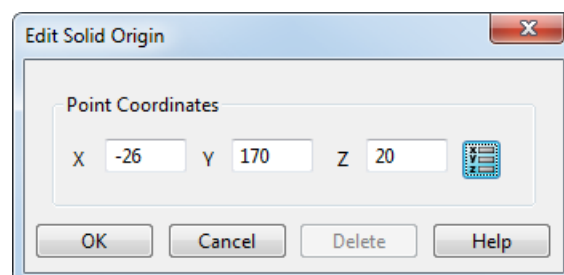 Edit Solid Origin
Point Coordinates
X -26 Y 170 Z 20
OK Cancel Delete Help